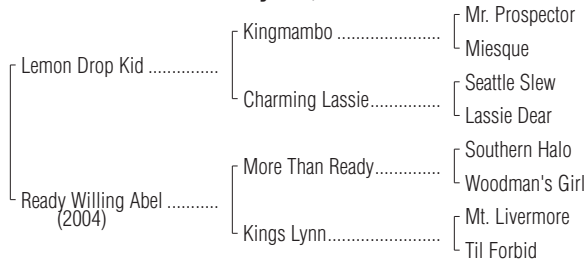 Mr. Prospector
Kingmambo ..................
Miesque
Lemon Drop Kid ...............
Seattle Slew
Charming Lassie...............
Lassie Dear
Southern Halo
More Than Ready..............
Woodman's Girl
Ready Willing Abel ...........
(2004)
Mt. Livermore
Kings Lynn........................
Til Forbid